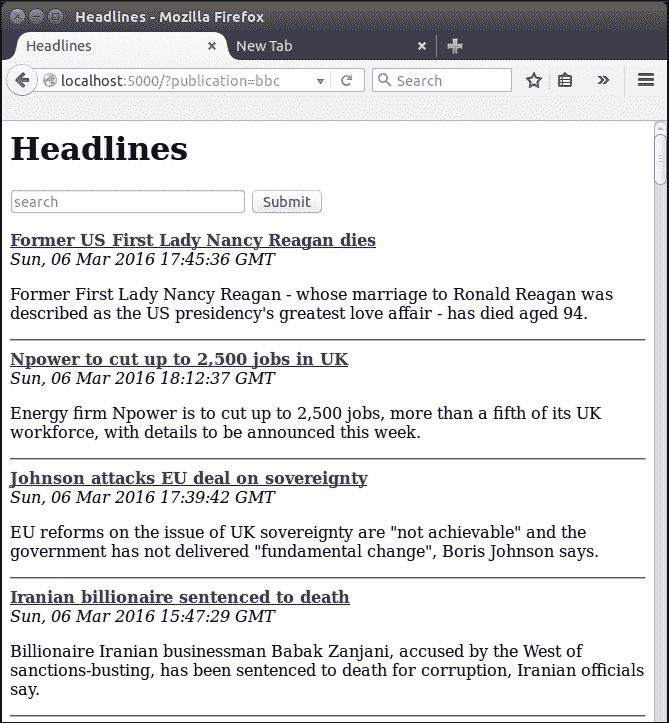 Headlines - Mozilla Firefox
Headlines
New Tab
localhost:5000/?publication=bbc
Search
Headlines
search Submit
Former US First Lady Nancy Reagan dies
Sun, 06 Mar 2016 17:45:36 GMT
Former First Lady Nancy Reagan - whose marriage to Ronald Reagan was
described as the US presidency's greatest love affair - has died aged 94.
Npower to cut up to 2,500 jobs in UK
Sun, 06 Mar 2016 18:12:37 GMT
Energy firm Npower is to cut up to 2,500 jobs, more than a fifth of its UK
workforce, with details to be announced this week.
Johnson attacks EU deal on sovereignty
Sun, 06 Mar 2016 17:39:42 GMT
EU reforms on the issue of UK sovereignty are "not achievable" and the
government has not delivered "fundamental change", Boris Johnson says.
Iranian billionaire sentenced to death
Sun, 06 Mar 2016 15:47:29 GMT
Billionaire Iranian businessman Babak Zanjani, accused by the West of
sanctions-busting, has been sentenced to death for corruption, Iranian officials
say.